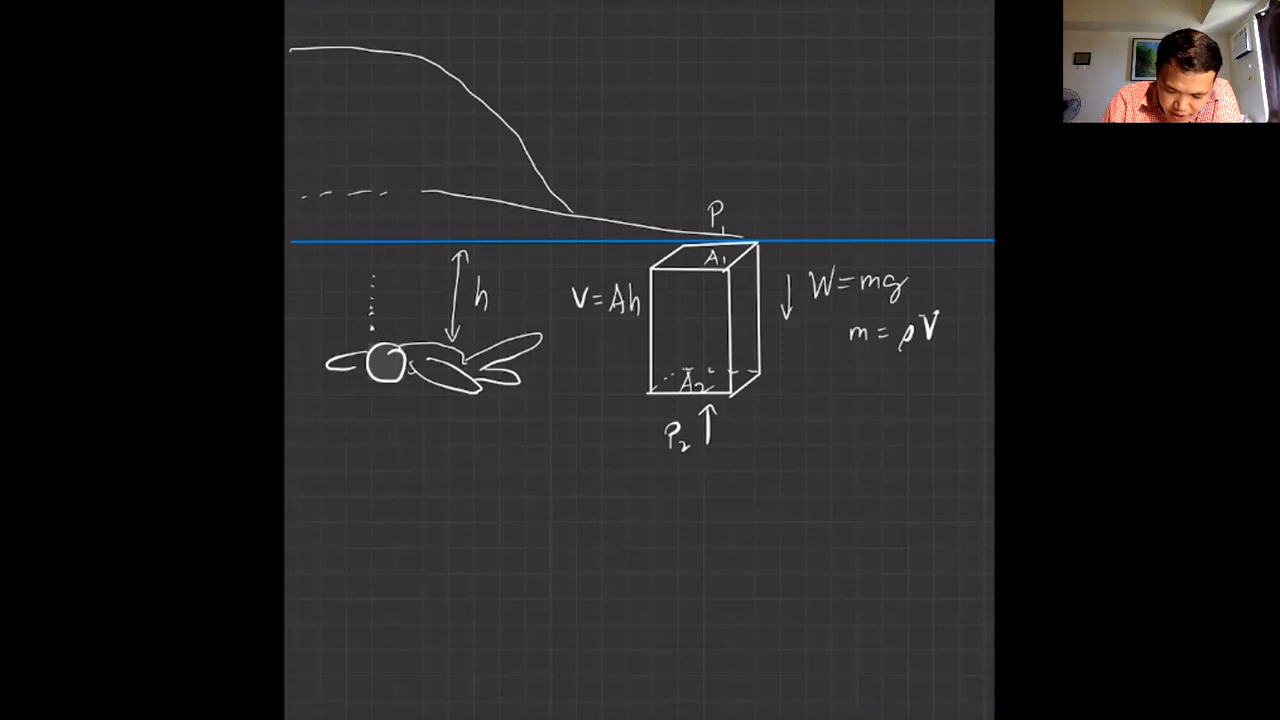 P₁
A₁
h
V = Ah
W = mg
m = ρV
A₂
P₂